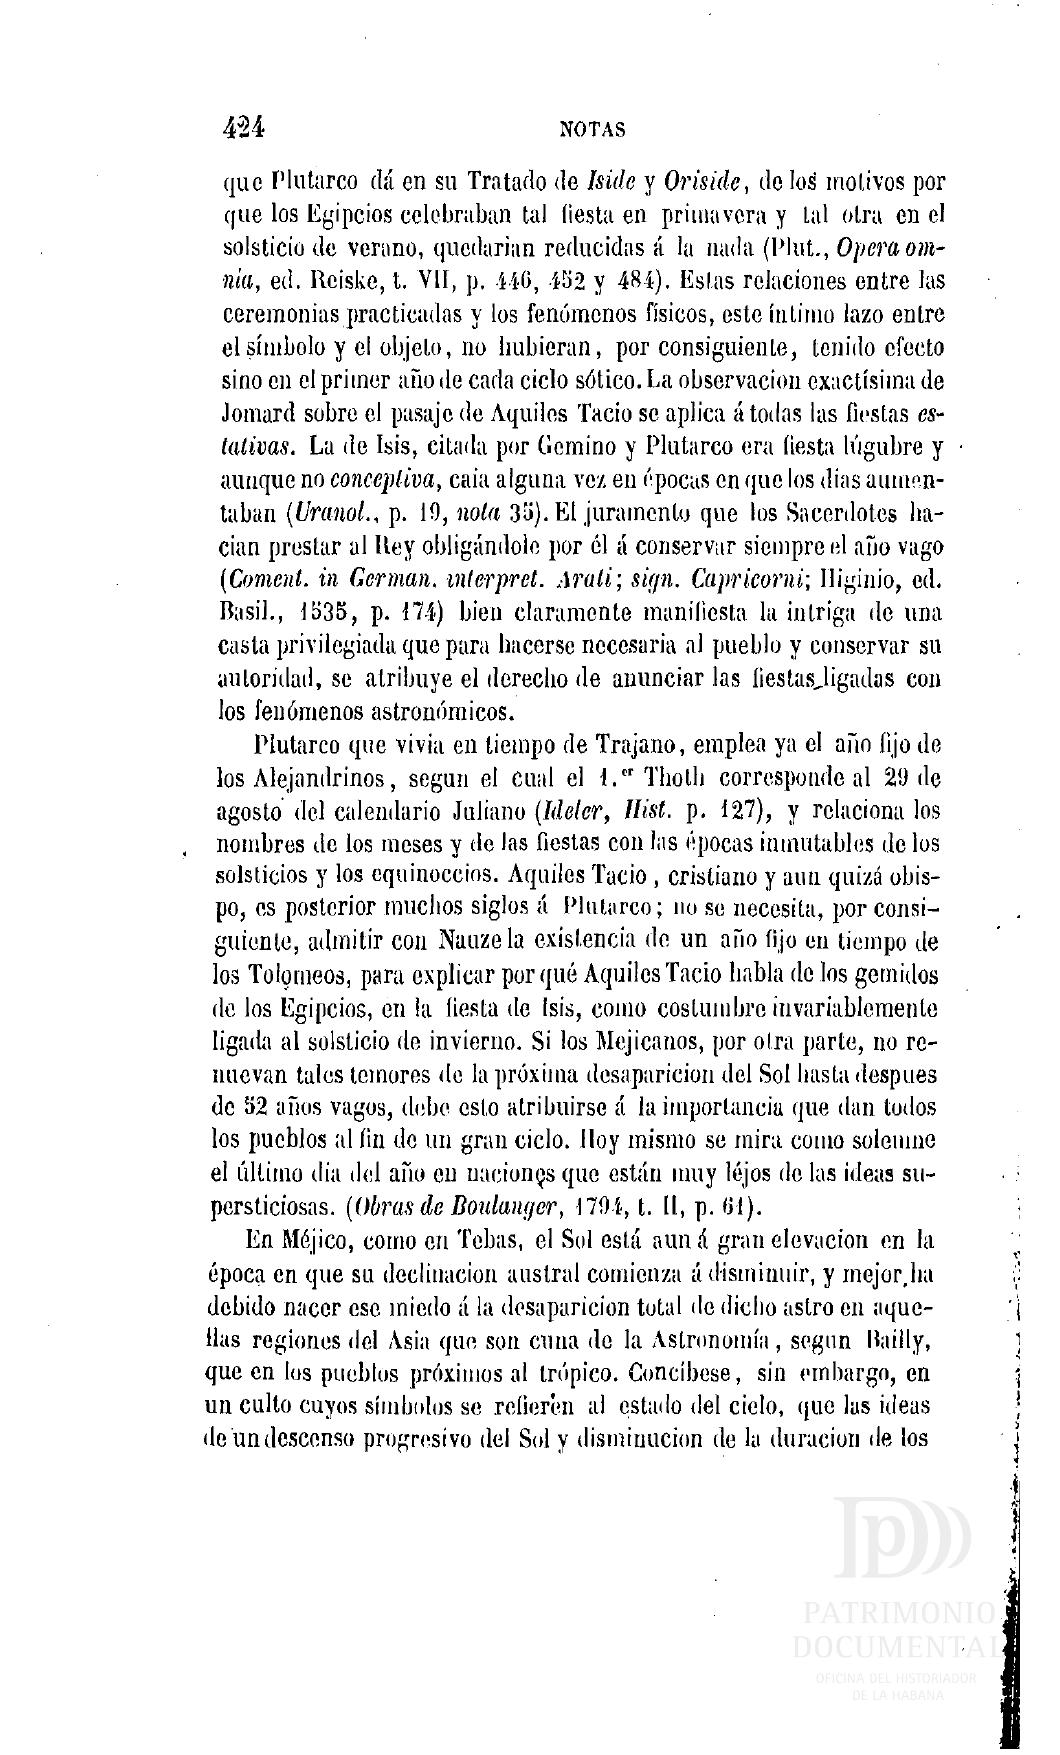 424 NOTAS
que Plutarco dá en su Tratado de Iside y Oriside, de los motivos por
que los Egipcios celebraban tal fiesta en primavera y tal otra en el
solsticio de verano, quedarian reducidas á la nada (Plut., Opera om-
nia, ed. Reiske, t. VII, p. 446, 452 y 484). Estas relaciones entre las
ceremonias practicadas y los fenómenos físicos, este íntimo lazo entre
el símbolo y el objeto, no hubieran, por consiguiente, tenido efecto
sino en el primer año de cada ciclo sótico. La observacion exactísima de
Jomard sobre el pasaje de Aquiles Tacio se aplica á todas las fiestas es-
tativas. La de Isis, citada por Gemino y Plutarco era fiesta lúgubre y
aunque no conceptiva, caia alguna vez en épocas en que los dias aumen-
taban (Uranol., p. 19, nota 35). El juramento que los Sacerdotes ha-
cian prestar al Rey obligándole por él á conservar siempre el año vago
(Coment. in German. interpret. Arati; sign. Capricorni; Higinio, ed.
Basil., 1535, p. 174) bien claramente manifiesta la intriga de una
casta privilegiada que para hacerse necesaria al pueblo y conservar su
autoridad, se atribuye el derecho de anunciar las fiestas ligadas con
los fenómenos astronómicos.
Plutarco que vivia en tiempo de Trajano, emplea ya el año fijo de
los Alejandrinos, segun el cual el 1.er Thoth corresponde al 29 de
agosto del calendario Juliano (Ideler, Hist. p. 127), y relaciona los
nombres de los meses y de las fiestas con las épocas inmutables de los
solsticios y los equinoccios. Aquiles Tacio, cristiano y aun quizá obis-
po, es posterior muchos siglos á Plutarco; no se necesita, por consi-
guiente, admitir con Nauze la existencia de un año fijo en tiempo de
los Tolomeos, para explicar por qué Aquiles Tacio habla de los gemidos
de los Egipcios, en la fiesta de Isis, como costumbre invariablemente
ligada al solsticio de invierno. Si los Mejicanos, por otra parte, no re-
nuevan tales temores de la próxima desaparicion del Sol hasta despues
de 52 años vagos, debe esto atribuirse á la importancia que dan todos
los pueblos al fin de un gran ciclo. Hoy mismo se mira como solemne
el último dia del año en naciones que están muy léjos de las ideas su-
persticiosas. (Obras de Boulanger, 1794, t. II, p. 61).
En Méjico, como en Tebas, el Sol está aun á gran elevacion en la
época en que su declinacion austral comienza á disminuir, y mejor ha
debido nacer ese miedo á la desaparicion total de dicho astro en aque-
llas regiones del Asia que son cuna de la Astronomía, segun Bailly,
que en los pueblos próximos al trópico. Concíbese, sin embargo, en
un culto cuyos símbolos se refieren al estado del cielo, que las ideas
de un descenso progresivo del Sol y disminucion de la duracion de los
PATRIMONIO
DOCUMENTAL
OFICINA DEL HISTORIADOR
DE LA HABANA